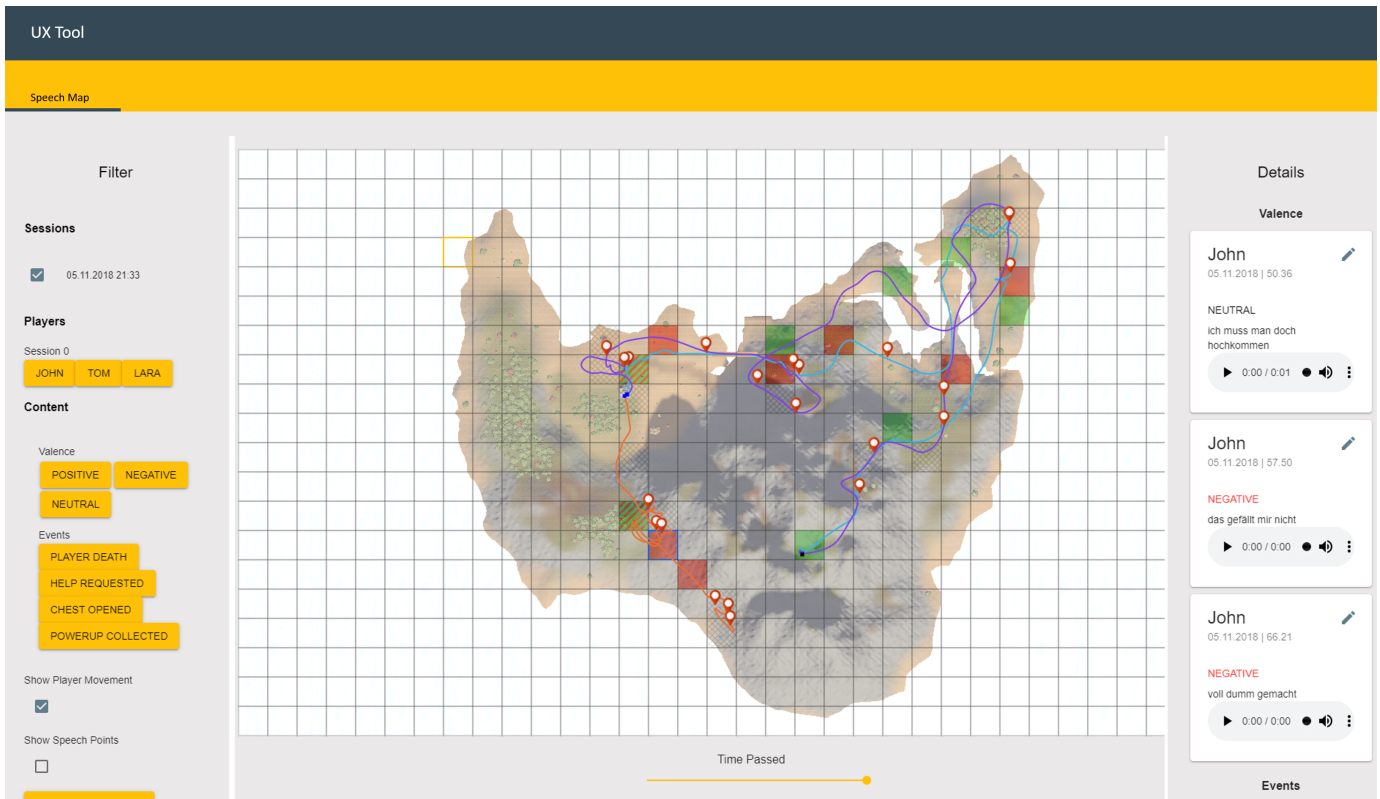 UX Tool
Speech Map
Filter
Sessions
05.11.2018 21:33
Players
Session 0
JOHN TOM LARA
Content
Valence
POSITIVE NEGATIVE
NEUTRAL
Events
PLAYER DEATH
HELP REQUESTED
CHEST OPENED
POWERUP COLLECTED
Show Player Movement
Show Speech Points
Time Passed
Details
Valence
John
05.11.2018 | 50.36
NEUTRAL
ich muss man doch
hochkommen
0:00 / 0:01
John
05.11.2018 | 57.50
NEGATIVE
das gefällt mir nicht
0:00 / 0:00
John
05.11.2018 | 66.21
NEGATIVE
voll dumm gemacht
0:00 / 0:00
Events